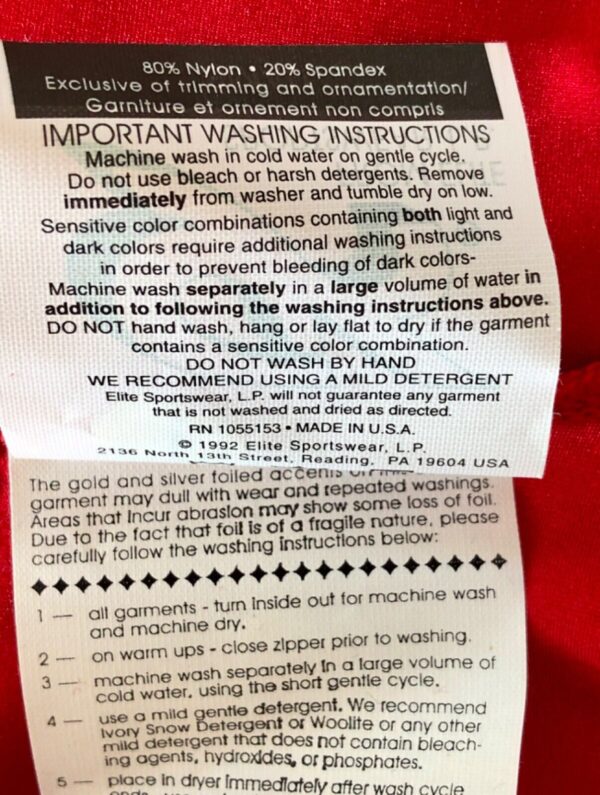 80% Nylon • 20% Spandex
Exclusive of trimming and ornamentation/
Garniture et ornement non compris
IMPORTANT WASHING INSTRUCTIONS
Machine wash in cold water on gentle cycle.
Do not use bleach or harsh detergents. Remove
immediately from washer and tumble dry on low.
Sensitive color combinations containing both light and
dark colors require additional washing instructions
in order to prevent bleeding of dark colors-
Machine wash separately in a large volume of water in
addition to following the washing instructions above.
DO NOT hand wash, hang or lay flat to dry if the garment
contains a sensitive color combination.
DO NOT WASH BY HAND
WE RECOMMEND USING A MILD DETERGENT
Elite Sportswear, L.P. will not guarantee any garment
that is not washed and dried as directed.
RN 1055153 • MADE IN U.S.A.
© 1992 Elite Sportswear, L.P.
2136 North 13th Street, Reading, PA 19604 USA
The gold and silver foiled accents
garment may dull with wear and repeated washings.
Areas that incur abrasion may show some loss of foil.
Due to the fact that foil is of a fragile nature, please
carefully follow the washing instructions below:
1 — all garments - turn inside out for machine wash
and machine dry.
2 — on warm ups - close zipper prior to washing.
3 — machine wash separately in a large volume of
cold water, using the short gentle cycle.
4 — use a mild gentle detergent. We recommend
Ivory Snow Detergent or Woolite or any other
mild detergent that does not contain bleach-
ing agents, hydroxides, or phosphates.
5 — place in dryer immediately after wash cycle